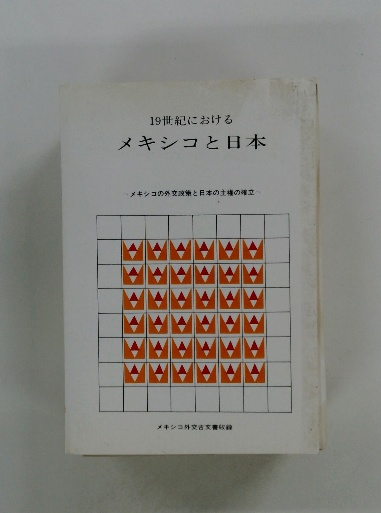 19世紀における
メキシコと日本
―メキシコの外交政策と日本の主権の確立―
メキシコ外交古文書収録